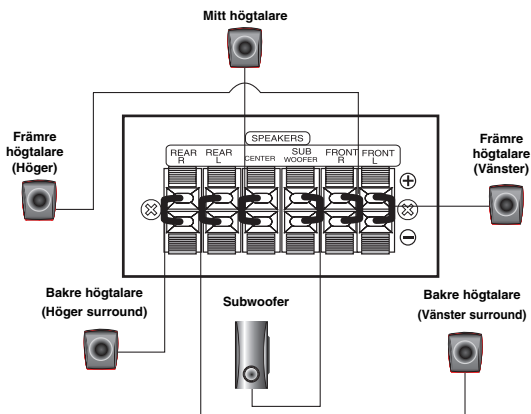 Mitt högtalare
Främre
högtalare
(Höger)
SPEAKERS
REAR
R
REAR
L
CENTER
SUB
WOOFER
FRONT
R
FRONT
L
+
−
Främre
högtalare
(Vänster)
Bakre högtalare
(Höger surround)
Subwoofer
Bakre högtalare
(Vänster surround)